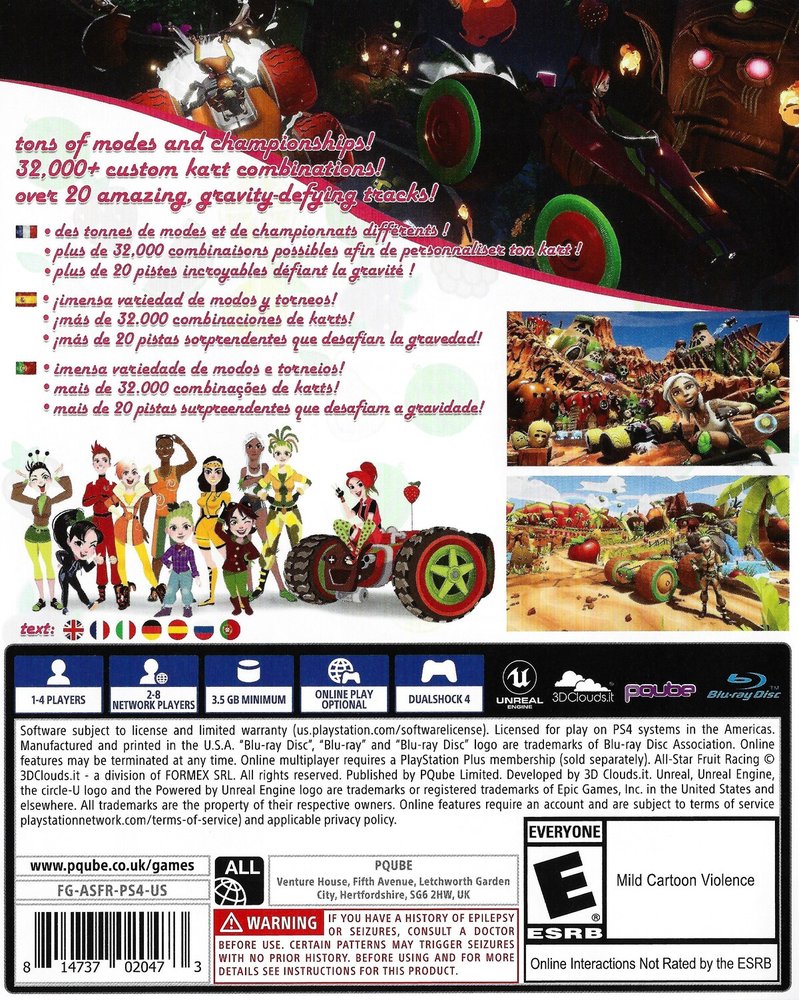 tons of modes and championships!
32,000+ custom kart combinations!
over 20 amazing, gravity-defying tracks!
• des tonnes de modes et de championnats différents !
• plus de 32,000 combinaisons possibles afin de personnaliser ton kart !
• plus de 20 pistes incroyables défiant la gravité !
• ¡imensa variedad de modos y torneos!
• ¡más de 32.000 combinaciones de karts!
• ¡más de 20 pistas sorprendentes que desafían la gravedad!
• imensa variedade de modos e torneios!
• mais de 32.000 combinações de karts!
• mais de 20 pistas surpreendentes que desafiam a gravidade!
text:
1-4 PLAYERS
2-8
NETWORK PLAYERS
3.5 GB MINIMUM
ONLINE PLAY
OPTIONAL
DUALSHOCK 4
UNREAL
ENGINE
3DClouds.it
pqube
Blu-ray Disc™
Software subject to license and limited warranty (us.playstation.com/softwarelicense). Licensed for play on PS4 systems in the Americas.
Manufactured and printed in the U.S.A. "Blu-ray Disc", "Blu-ray" and "Blu-ray Disc" logo are trademarks of Blu-ray Disc Association. Online
features may be terminated at any time. Online multiplayer requires a PlayStation Plus membership (sold separately). All-Star Fruit Racing ©
3DClouds.it - a division of FORMEX SRL. All rights reserved. Published by PQube Limited. Developed by 3D Clouds.it. Unreal, Unreal Engine,
the circle-U logo and the Powered by Unreal Engine logo are trademarks or registered trademarks of Epic Games, Inc. in the United States and
elsewhere. All trademarks are the property of their respective owners. Online features require an account and are subject to terms of service
playstationnetwork.com/terms-of-service) and applicable privacy policy.
www.pqube.co.uk/games
FG-ASFR-PS4-US
ALL
PQUBE
Venture House, Fifth Avenue, Letchworth Garden
City, Hertfordshire, SG6 2HW, UK
WARNING IF YOU HAVE A HISTORY OF EPILEPSY
OR SEIZURES, CONSULT A DOCTOR
BEFORE USE. CERTAIN PATTERNS MAY TRIGGER SEIZURES
WITH NO PRIOR HISTORY. BEFORE USING AND FOR MORE
DETAILS SEE INSTRUCTIONS FOR THIS PRODUCT.
8 14737 02047 3
EVERYONE
E
®
ESRB
Mild Cartoon Violence
Online Interactions Not Rated by the ESRB